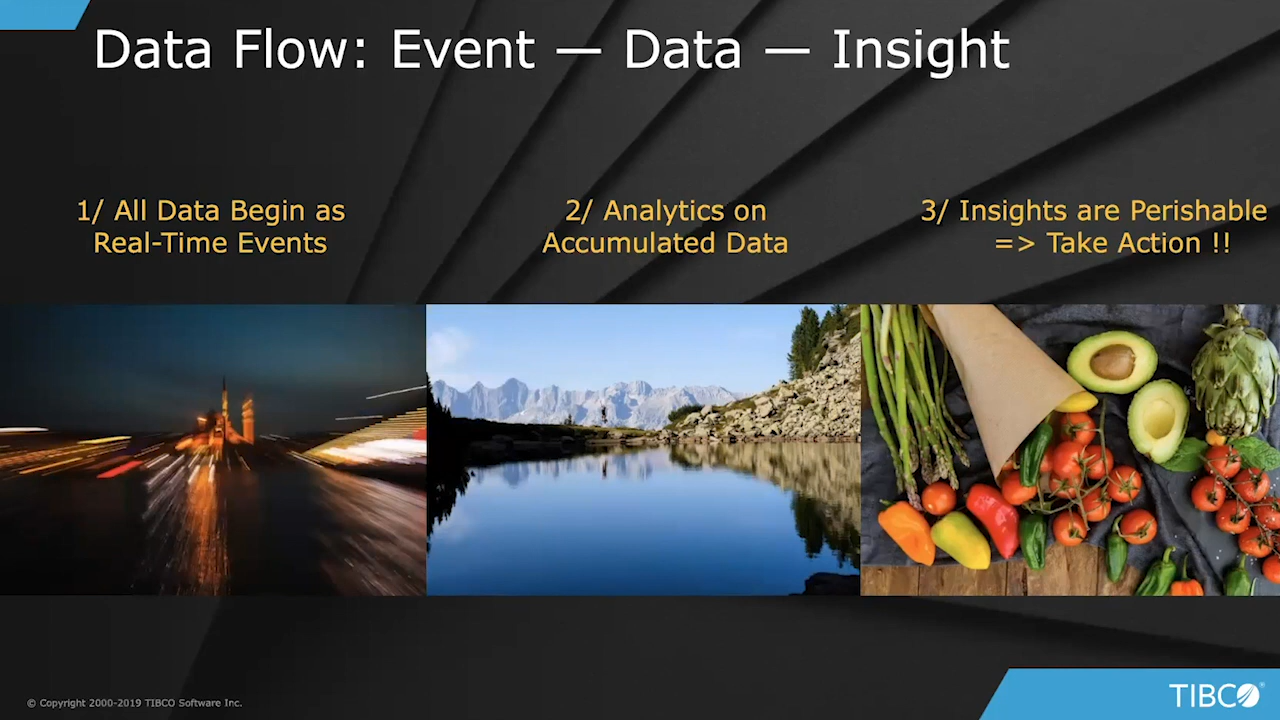 Data Flow: Event — Data — Insight
1/ All Data Begin as
Real-Time Events
2/ Analytics on
Accumulated Data
3/ Insights are Perishable
=> Take Action !!
© Copyright 2000-2019 TIBCO Software Inc.
TIBCO®